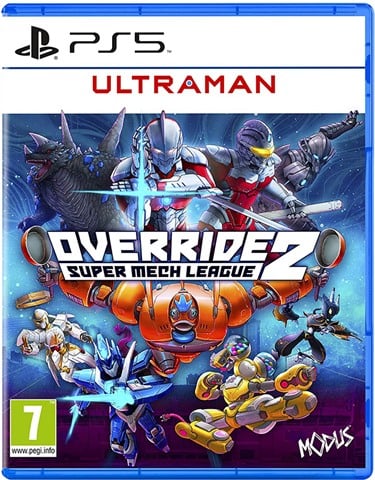 PS5
ULTRAMAN
OVERRIDE 2
SUPER MECH LEAGUE
7
www.pegi.info
MODUS